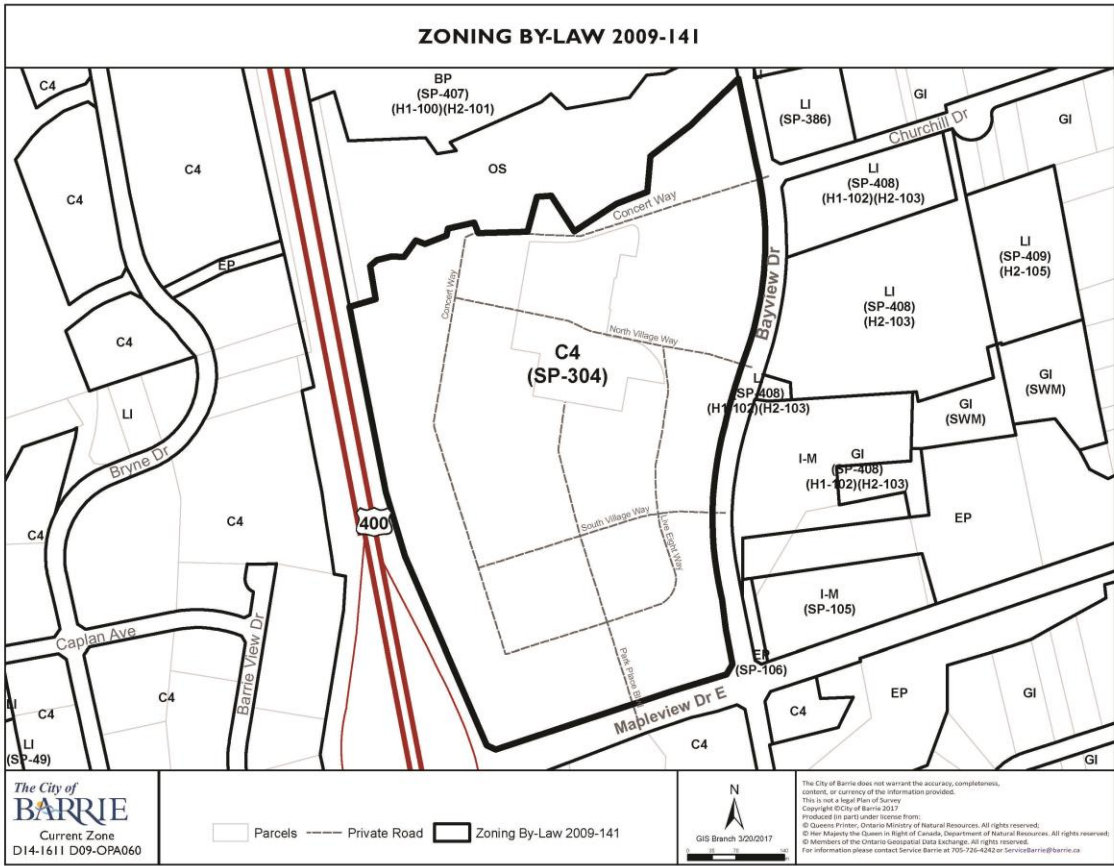 ZONING BY-LAW 2009-141
C4
BP
(SP-407)
(H1-100)(H2-101)
LI
(SP-386)
GI
Churchill Dr
GI
C4
C4
OS
LI
(SP-408)
(H1-102)(H2-103)
Concert Way
LI
(SP-409)
(H2-105)
EP
Concert Way
Bayview Dr
LI
(SP-408)
(H2-103)
C4
North Village Way
C4
(SP-304)
GI
(SWM)
LI
(SP-408)
(H1-102)(H2-103)
GI
(SWM)
LI
Bryne Dr
I-M
GI
(SP-408)
(H1-102)(H2-103)
C4
C4
400
South Village Way
Live Eight Way
EP
I-M
(SP-105)
Caplan Ave
Barrie View Dr
Park Place Blvd
EP
(SP-106)
Mapleview Dr E
C4
EP
GI
LI
C4
C4
C4
LI
(SP-49)
GI
The City of
BARRIE
Current Zone
D14-1611 D09-OPA060
Parcels
Private Road
Zoning By-Law 2009-141
N
GIS Branch 3/20/2017
The City of Barrie does not warrant the accuracy, completeness,
content, or currency of the information provided.
This is not a legal Plan of Survey
Copyright ©City of Barrie 2017
Produced (in part) under license from:
© Queens Printer, Ontario Ministry of Natural Resources. All rights reserved;
© Her Majesty the Queen in Right of Canada, Department of Natural Resources. All rights reserved;
© Members of the Ontario Geospatial Data Exchange. All rights reserved.
For information please contact Service Barrie at 705-726-4242 or ServiceBarrie@barrie.ca